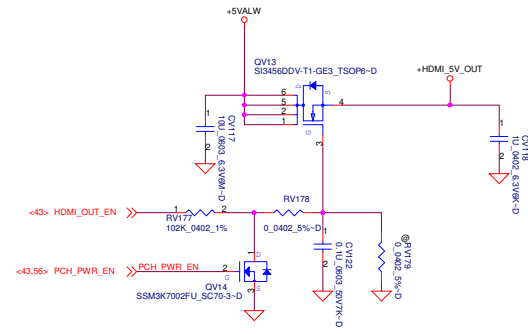 +5VALW
QV13
SI3456DDV-T1-GE3_TSOP6~D
+HDMI_5V_OUT
6
5
2
1
D
S
4
G
3
1
2
CV117
10U_0603_6.3V6M~D
1
2
CV118
1U_0402_6.3V6K~D
<43> HDMI_OUT_EN
1
2
RV177
102K_0402_1%
RV178
0_0402_5%~D
1
2
CV122
0.1U_0603_50V7K~D
@RV179
0_0402_5%~D
<43,56> PCH_PWR_EN
PCH_PWR_EN
2
G
1
D
3
S
QV14
SSM3K7002FU_SC70-3~D